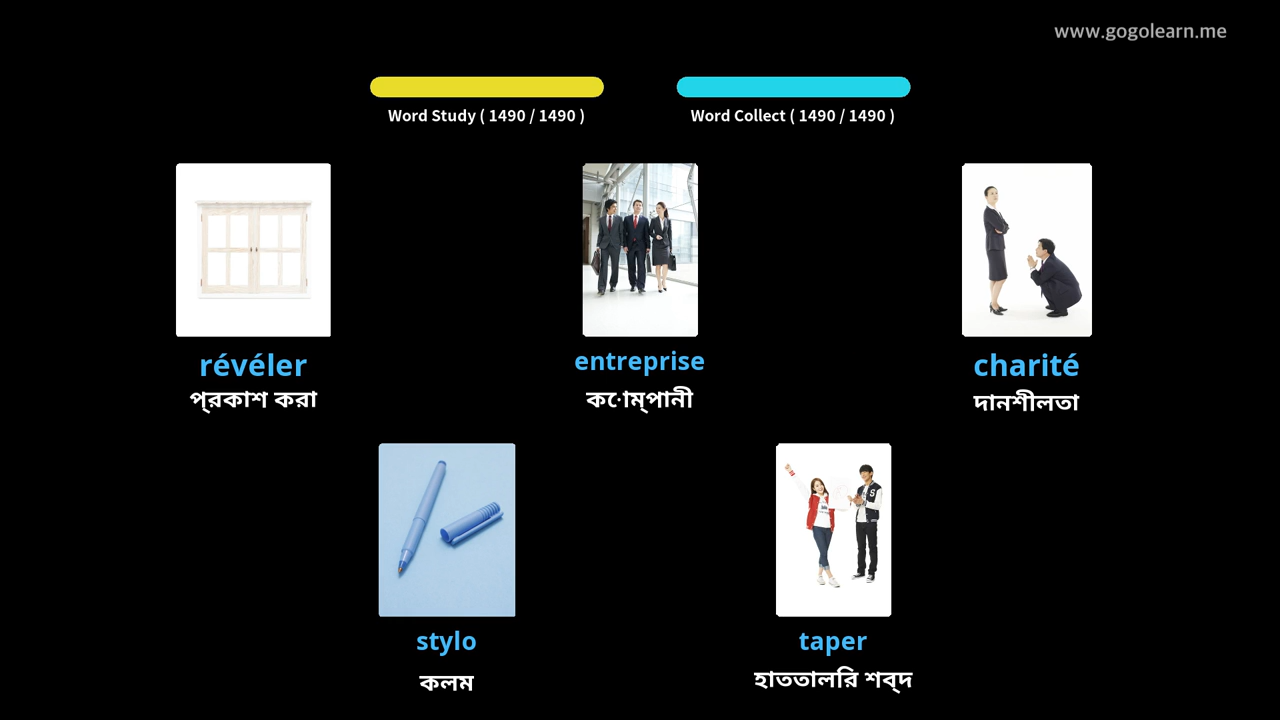 www.gogolearn.me
Word Study ( 1490 / 1490 )
Word Collect ( 1490 / 1490 )
révéler
entreprise
charité
প্রকাশ করা
কোম্পানী
দানশীলতা
stylo
taper
কলম
হাততালরি শব্দ